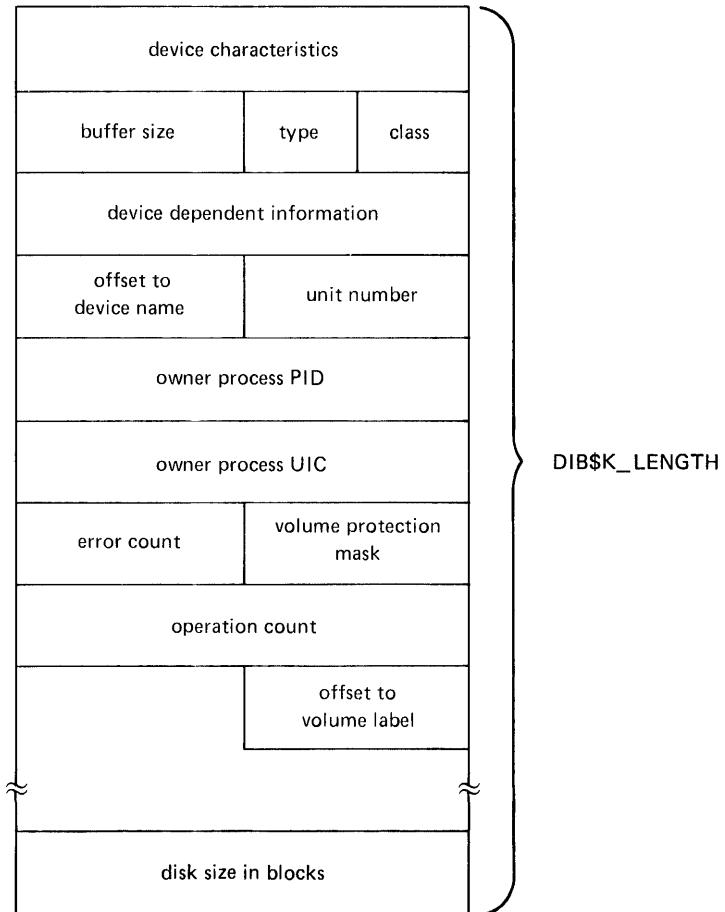 device characteristics
buffer size
type
class
device dependent information
offset to
device name
unit number
owner process PID
owner process UIC
error count
volume protection
mask
operation count
offset to
volume label
disk size in blocks
DIB$K_LENGTH